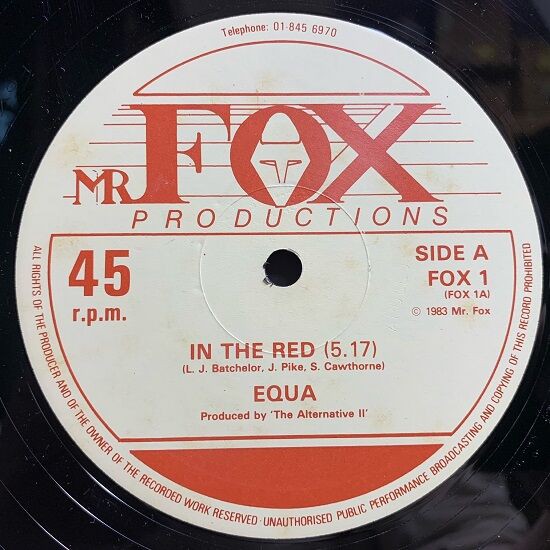 Telephone: 01-845 6970
MR FOX
PRODUCTIONS
45
r.p.m.
SIDE A
FOX 1
(FOX 1A)
© 1983 Mr. Fox
IN THE RED (5.17)
(L. J. Batchelor, J. Pike, S. Cawthorne)
EQUA
Produced by 'The Alternative II'
ALL RIGHTS OF THE PRODUCER AND OF THE OWNER OF THE RECORDED WORK RESERVED · UNAUTHORISED PUBLIC PERFORMANCE BROADCASTING AND COPYING OF THIS RECORD PROHIBITED